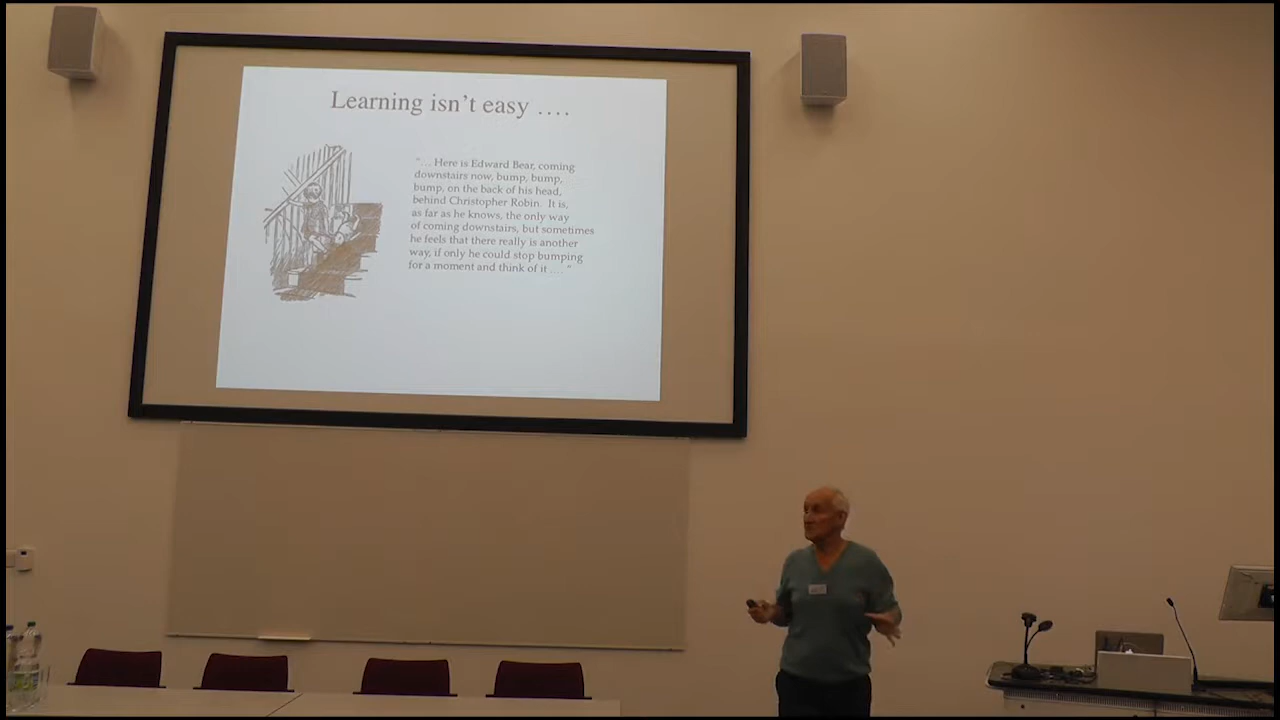 Learning isn't easy ….
"… Here is Edward Bear, coming
downstairs now, bump, bump,
bump, on the back of his head,
behind Christopher Robin. It is,
as far as he knows, the only way
of coming downstairs, but sometimes
he feels that there really is another
way, if only he could stop bumping
for a moment and think of it …. "